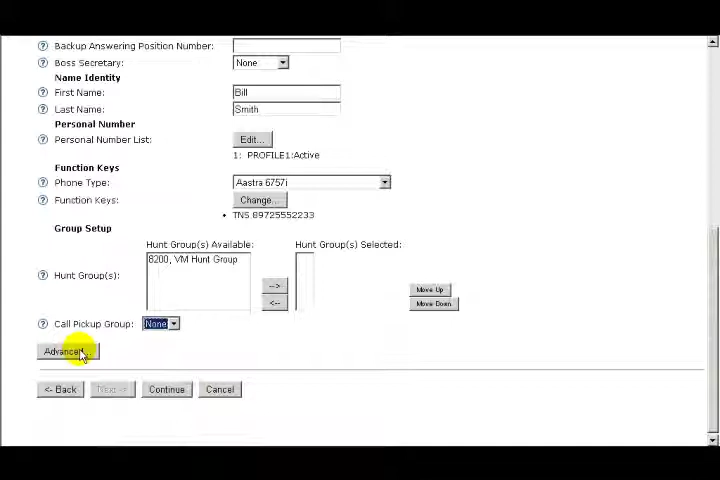 Backup Answering Position Number:
Boss Secretary: None
Name Identity
First Name: Bill
Last Name: Smith
Personal Number
Personal Number List: Edit...
1: PROFILE1:Active
Function Keys
Phone Type: Aastra 6757i
Function Keys: Change...
TNS 89725552233
Group Setup
Hunt Group(s) Available: Hunt Group(s) Selected:
8200, VM Hunt Group
Hunt Group(s): --> <-- Move Up
Move Down
Call Pickup Group: None
Advanced...
<- Back Next -> Continue Cancel